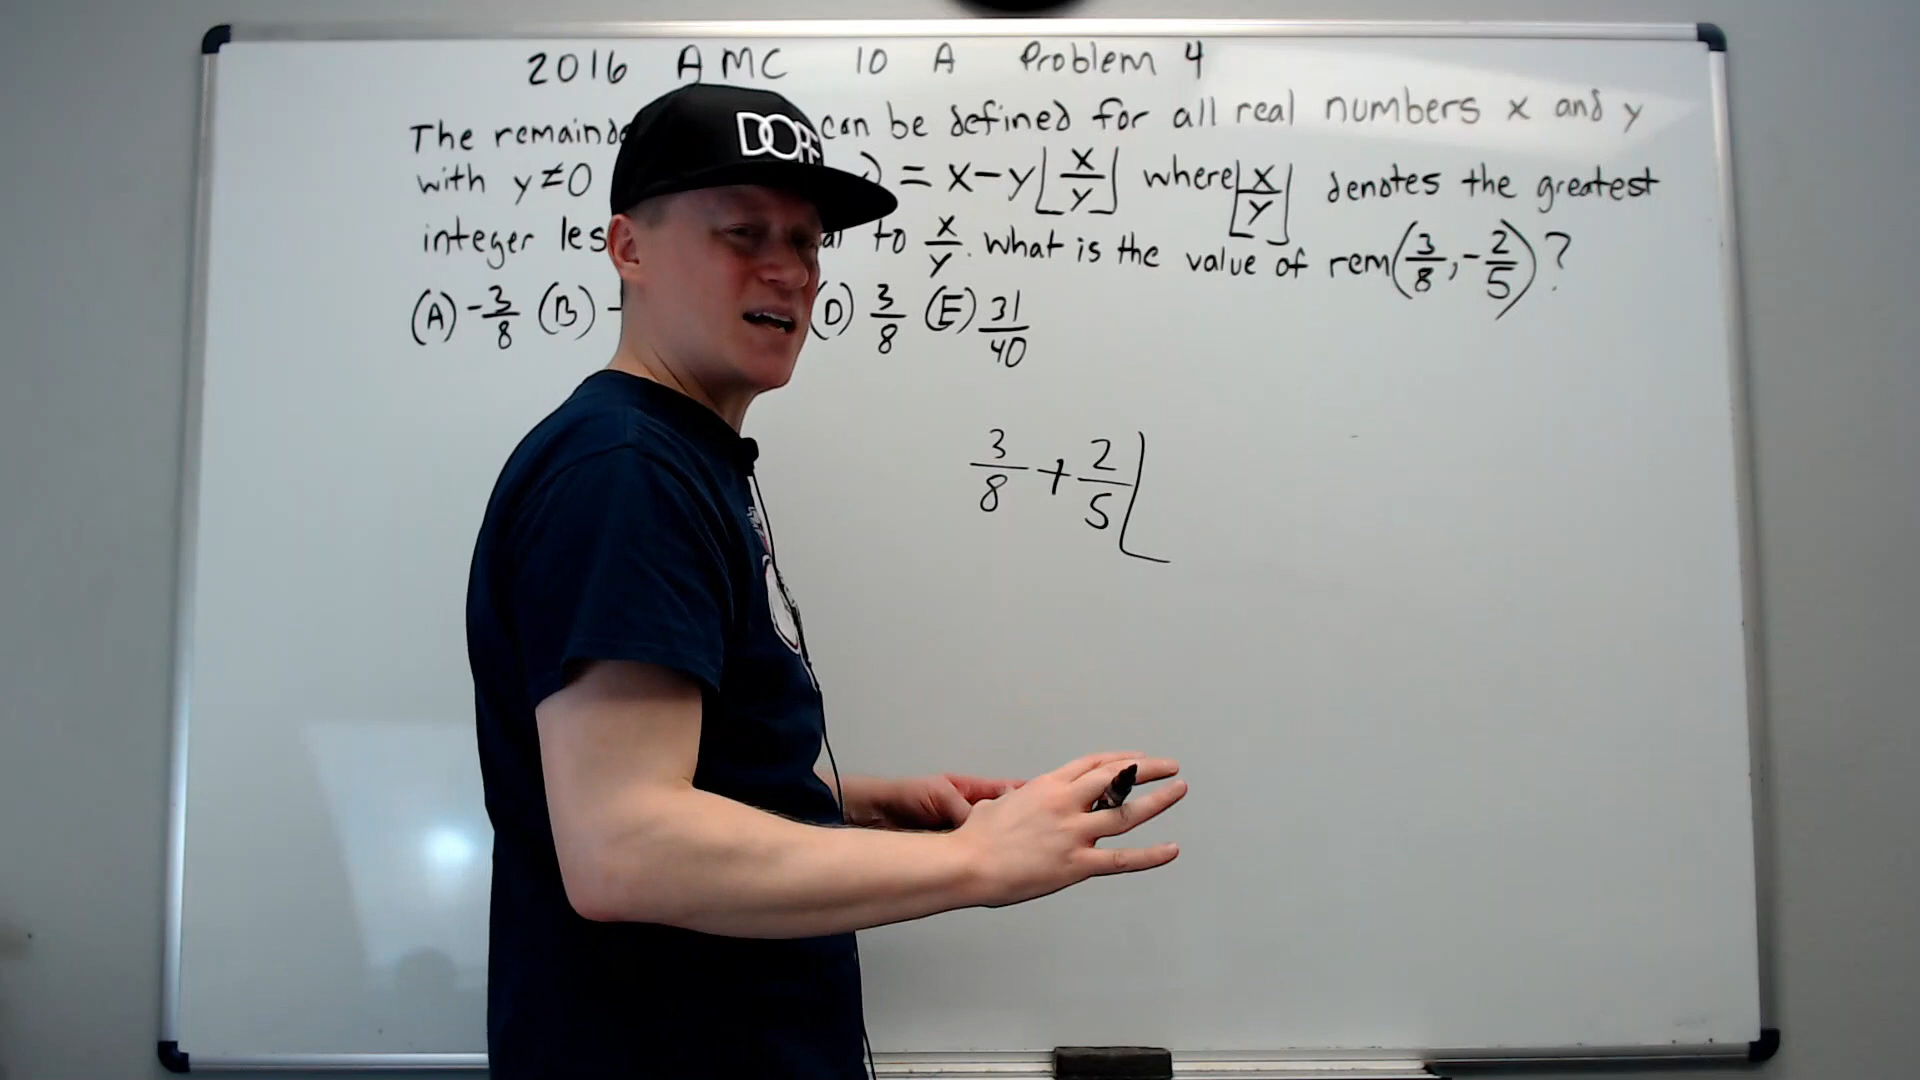 2016 AMC 10 A Problem 4
The can be defined for all real numbers x and y
with y≠0 ) = x-y⌊x/y⌋ where ⌊x/y⌋ denotes the greatest
integer to x/y. What is the value of rem(3/8, -2/5)?
(A) -3/8 (B) - (D) 3/8 (E) 31/40
3/8 + 2/5⌊